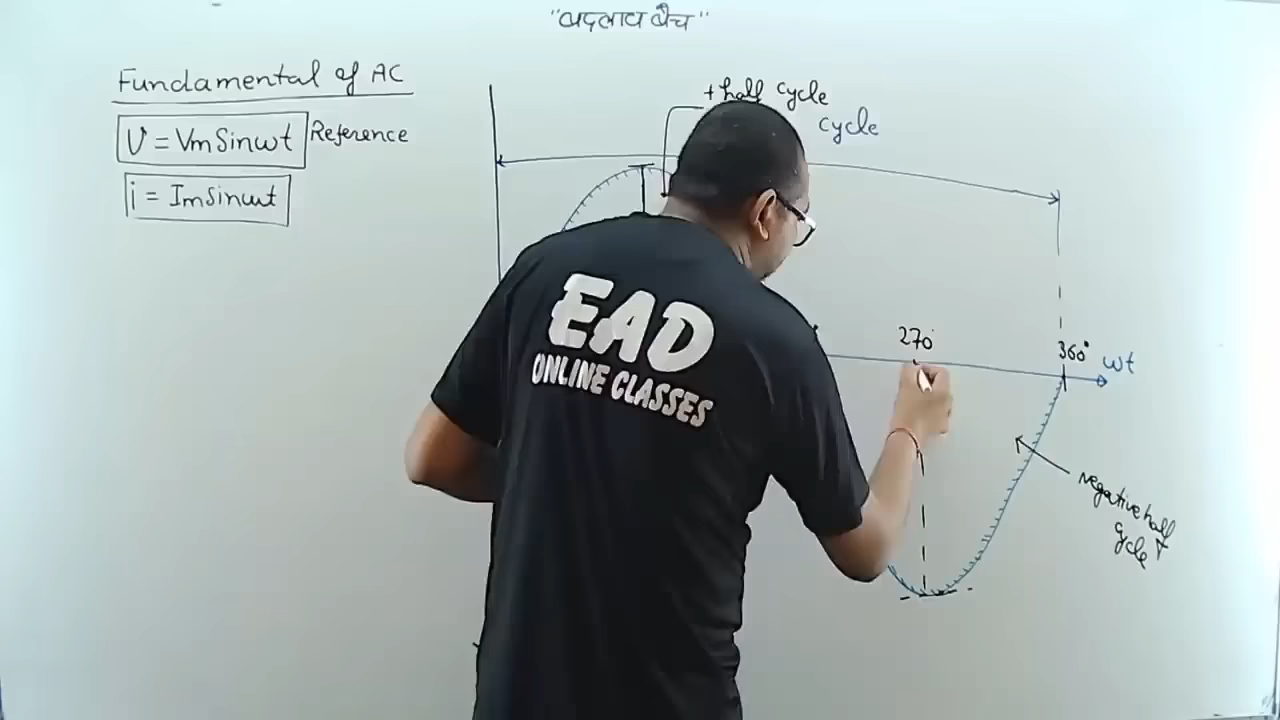 "बदलाव बैच"
Fundamental of AC
V = Vm Sinωt Reference
i = Im Sinωt
+half cycle
cycle
EAD
ONLINE CLASSES
270°
360° ωt
negative half
cycle